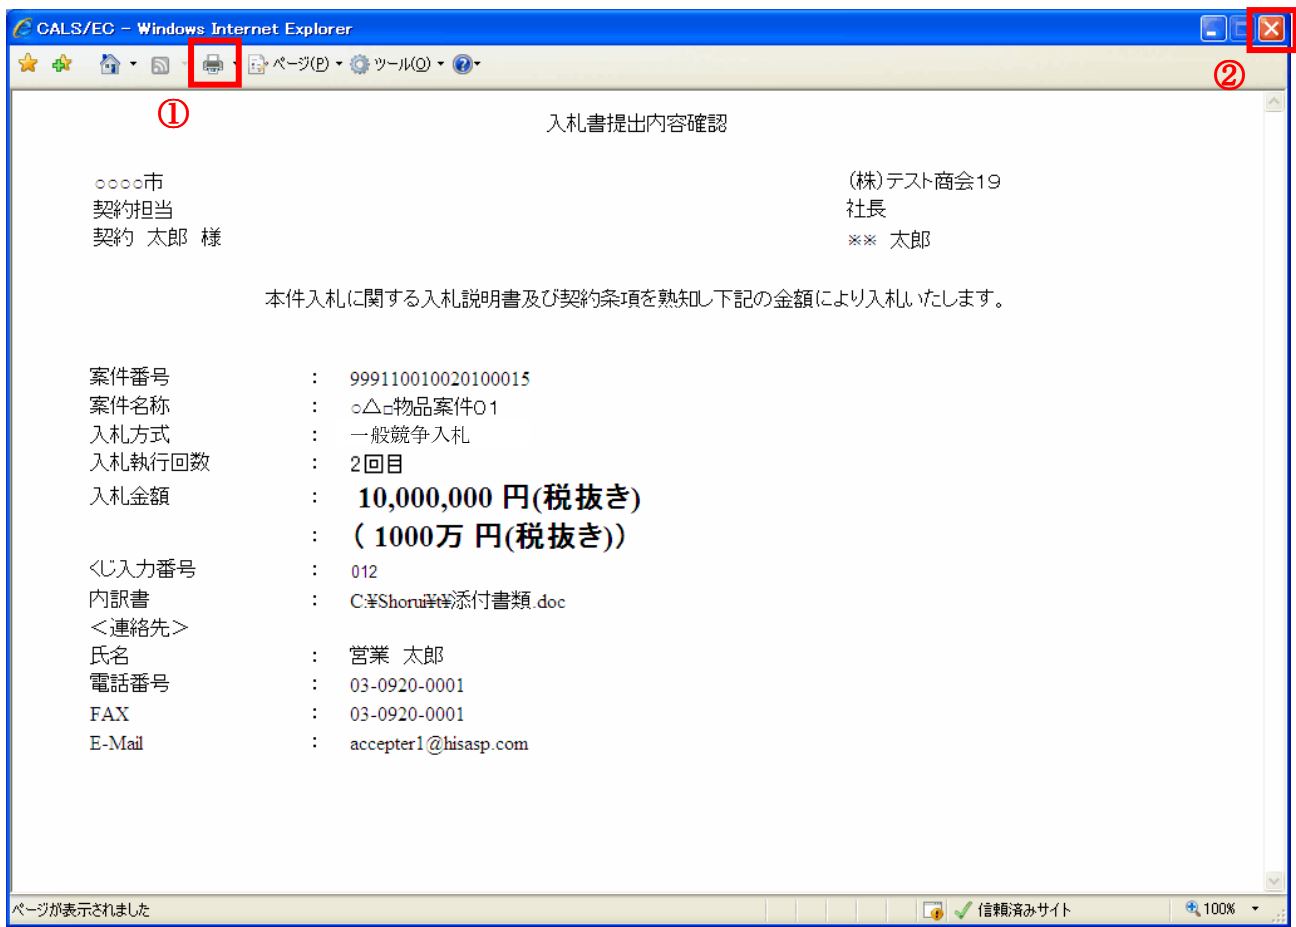 CALS/EC - Windows Internet Explorer
ページ(P) ツール(O)
①
②
入札書提出内容確認
○○○○市
契約担当
契約 太郎 様
(株)テスト商会19
社長
※※ 太郎
本件入札に関する入札説明書及び契約条項を熟知し下記の金額により入札いたします。
案件番号 : 999110010020100015
案件名称 : ○△□物品案件01
入札方式 : 一般競争入札
入札執行回数 : 2回目
入札金額 : 10,000,000 円(税抜き)
: ( 1000万 円(税抜き))
くじ入力番号 : 012
内訳書 : C:¥Shorui¥t¥添付書類.doc
<連絡先>
氏名 : 営業 太郎
電話番号 : 03-0920-0001
FAX : 03-0920-0001
E-Mail : accepter1@hisasp.com
ページが表示されました
信頼済みサイト
100%